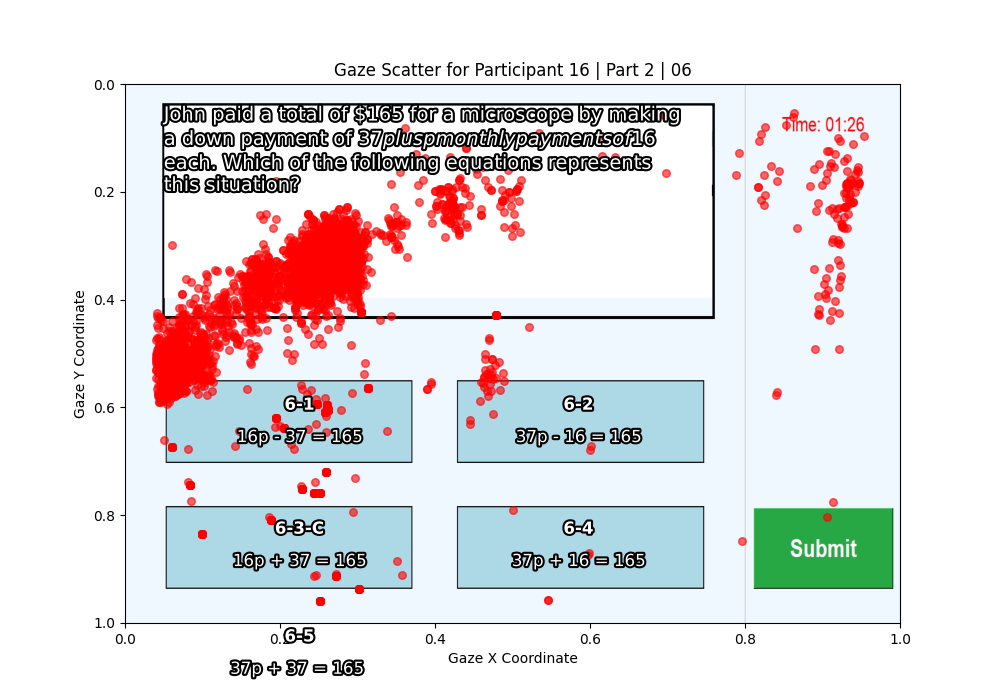 Gaze Scatter for Participant 16 | Part 2 | 06
John paid a total of $165 for a microscope by making
a down payment of 37pluspmonthlypaymentsof16
each. Which of the following equations represents
this situation?
Time: 01:26
6-1
16p - 37 = 165
6-2
37p - 16 = 165
6-3-C
16p + 37 = 165
6-4
37p + 16 = 165
Submit
6-5
37p + 37 = 165
Gaze Y Coordinate
0.0
0.2
0.4
0.6
0.8
1.0
0.0
0.2
0.4
0.6
0.8
1.0
Gaze X Coordinate